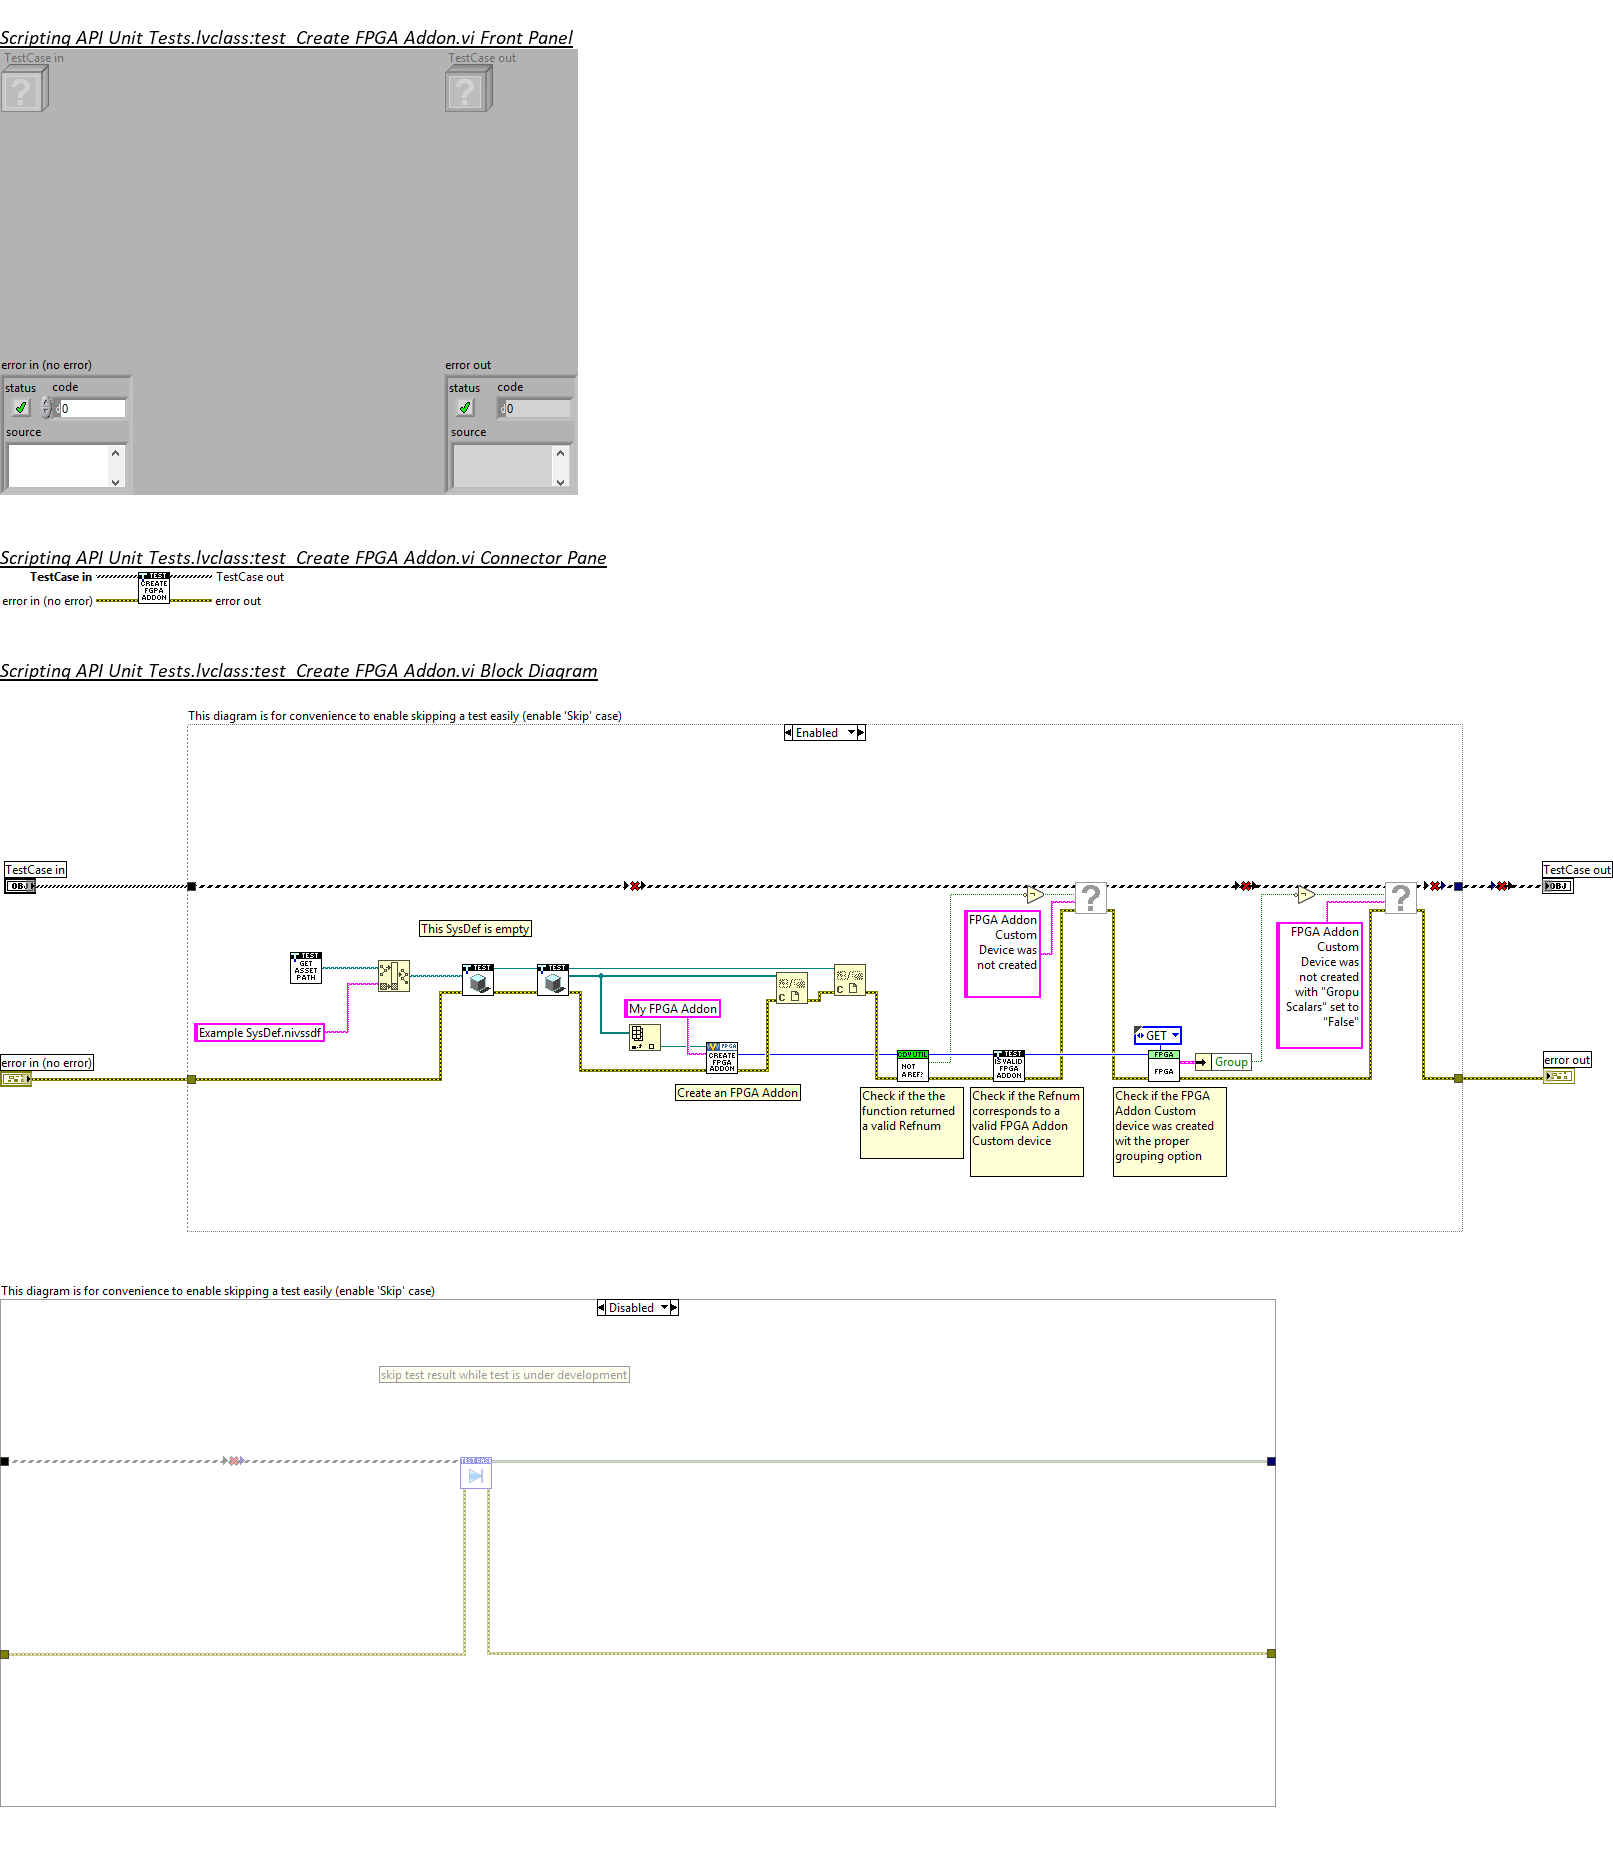 Scripting API Unit Tests.lvclass:test_Create FPGA Addon.vi Front Panel
TestCase in
TestCase out
?
?
error in (no error)
error out
status
code
status
code
0
0
source
source
Scripting API Unit Tests.lvclass:test_Create FPGA Addon.vi Connector Pane
TestCase in
TEST
CREATE
FGPA
ADDON
TestCase out
error in (no error)
error out
Scripting API Unit Tests.lvclass:test_Create FPGA Addon.vi Block Diagram
This diagram is for convenience to enable skipping a test easily (enable 'Skip' case)
Enabled
TestCase in
OBJ
TestCase out
OBJ
?
?
This SysDef is empty
FPGA Addon
Custom
Device was
not created
FPGA Addon
Custom
Device was
not created
with "Gropu
Scalars" set to
"False"
TEST
GET
ASSET
PATH
TEST
TEST
C
C
My FPGA Addon
Example SysDef.nivssdf
GET
FPGA
CREATE
FPGA
ADDON
CDV UTIL
NOT
A REF?
TEST
IS VALID
FPGA
ADDON
FPGA
FPGA
Group
error in (no error)
error out
Create an FPGA Addon
Check if the the
function returned
a valid Refnum
Check if the Refnum
corresponds to a
valid FPGA Addon
Custom device
Check if the FPGA
Addon Custom
device was created
wit the proper
grouping option
This diagram is for convenience to enable skipping a test easily (enable 'Skip' case)
Disabled
skip test result while test is under development
TEST CASE